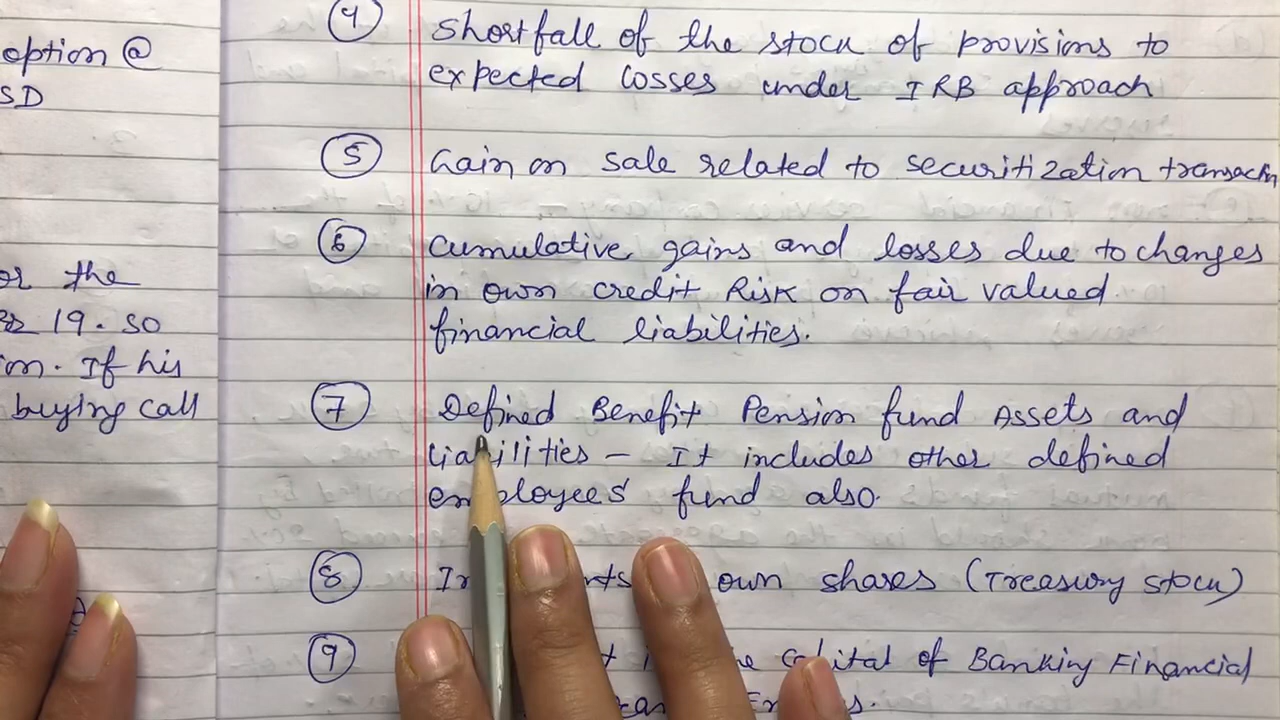 option @
SD
or the
19. so
on. If his
buying call
④ Shortfall of the stock of provisions to
expected losses under IRB approach
⑤ Gain on sale related to securitization transactn
⑥ cumulative gains and losses due to changes
in own credit Risk on fair valued
financial liabilities.
⑦ Defined Benefit Pension fund Assets and
Liabilities – It includes other defined
employees' fund also.
⑧ own shares (Treasury stock)
⑨ capital of Banking Financial